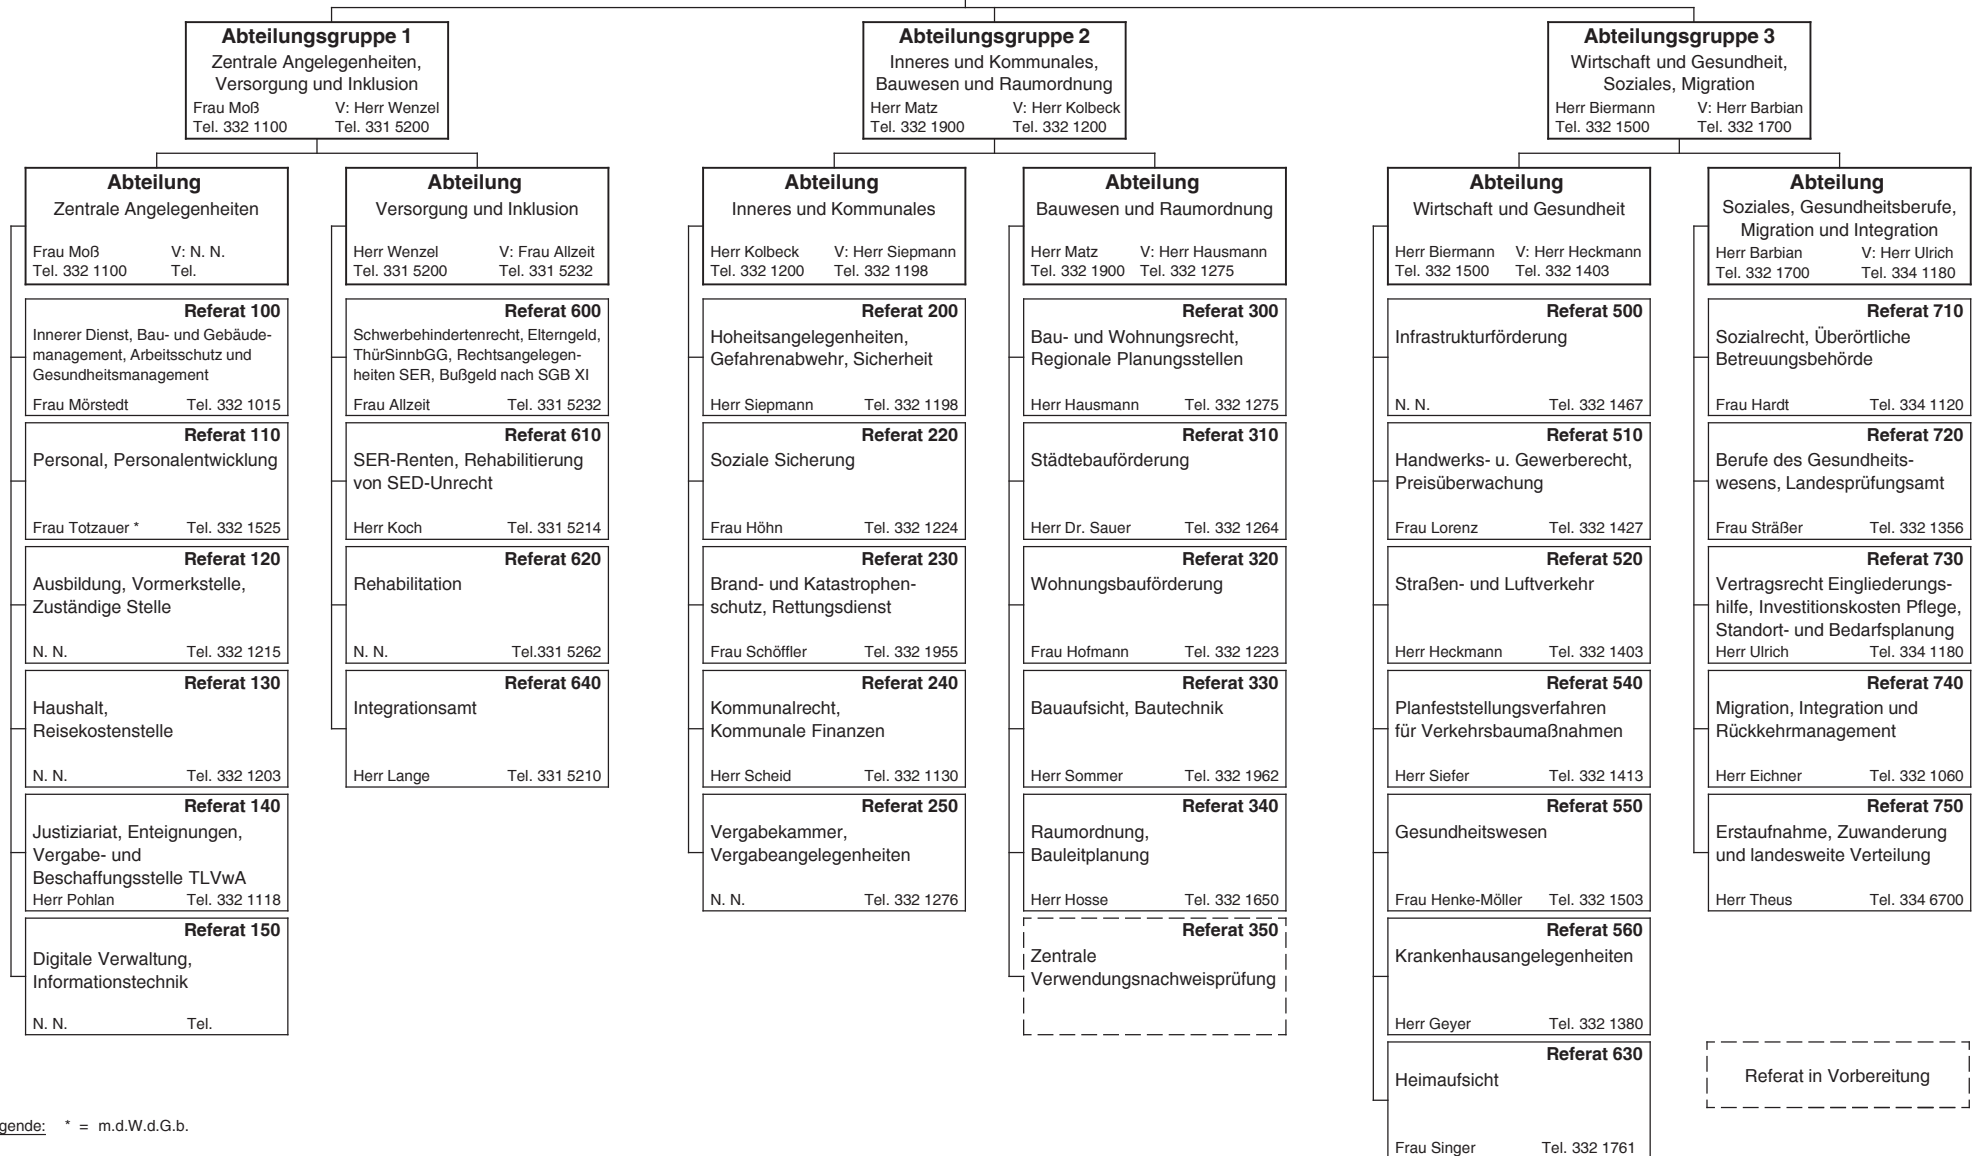 Abteilungsgruppe 1
Zentrale Angelegenheiten,
Versorgung und Inklusion
Frau Moß V: Herr Wenzel
Tel. 332 1100 Tel. 331 5200
Abteilungsgruppe 2
Inneres und Kommunales,
Bauwesen und Raumordnung
Herr Matz V: Herr Kolbeck
Tel. 332 1900 Tel. 332 1200
Abteilungsgruppe 3
Wirtschaft und Gesundheit,
Soziales, Migration
Herr Biermann V: Herr Barbian
Tel. 332 1500 Tel. 332 1700
Abteilung
Zentrale Angelegenheiten
Frau Moß V: N. N.
Tel. 332 1100 Tel.
Referat 100
Innerer Dienst, Bau- und Gebäude-
management, Arbeitsschutz und
Gesundheitsmanagement
Frau Mörstedt Tel. 332 1015
Referat 110
Personal, Personalentwicklung
Frau Totzauer * Tel. 332 1525
Referat 120
Ausbildung, Vormerkstelle,
Zuständige Stelle
N. N. Tel. 332 1215
Referat 130
Haushalt,
Reisekostenstelle
N. N. Tel. 332 1203
Referat 140
Justiziariat, Enteignungen,
Vergabe- und
Beschaffungsstelle TLVwA
Herr Pohlan Tel. 332 1118
Referat 150
Digitale Verwaltung,
Informationstechnik
N. N. Tel.
Abteilung
Versorgung und Inklusion
Herr Wenzel V: Frau Allzeit
Tel. 331 5200 Tel. 331 5232
Referat 600
Schwerbehindertenrecht, Elterngeld,
ThürSinnbGG, Rechtsangelegen-
heiten SER, Bußgeld nach SGB XI
Frau Allzeit Tel. 331 5232
Referat 610
SER-Renten, Rehabilitierung
von SED-Unrecht
Herr Koch Tel. 331 5214
Referat 620
Rehabilitation
N. N. Tel.331 5262
Referat 640
Integrationsamt
Herr Lange Tel. 331 5210
Abteilung
Inneres und Kommunales
Herr Kolbeck V: Herr Siepmann
Tel. 332 1200 Tel. 332 1198
Referat 200
Hoheitsangelegenheiten,
Gefahrenabwehr, Sicherheit
Herr Siepmann Tel. 332 1198
Referat 220
Soziale Sicherung
Frau Höhn Tel. 332 1224
Referat 230
Brand- und Katastrophen-
schutz, Rettungsdienst
Frau Schöffler Tel. 332 1955
Referat 240
Kommunalrecht,
Kommunale Finanzen
Herr Scheid Tel. 332 1130
Referat 250
Vergabekammer,
Vergabeangelegenheiten
N. N. Tel. 332 1276
Abteilung
Bauwesen und Raumordnung
Herr Matz V: Herr Hausmann
Tel. 332 1900 Tel. 332 1275
Referat 300
Bau- und Wohnungsrecht,
Regionale Planungsstellen
Herr Hausmann Tel. 332 1275
Referat 310
Städtebauförderung
Herr Dr. Sauer Tel. 332 1264
Referat 320
Wohnungsbauförderung
Frau Hofmann Tel. 332 1223
Referat 330
Bauaufsicht, Bautechnik
Herr Sommer Tel. 332 1962
Referat 340
Raumordnung,
Bauleitplanung
Herr Hosse Tel. 332 1650
Referat 350
Zentrale
Verwendungsnachweisprüfung
Abteilung
Wirtschaft und Gesundheit
Herr Biermann V: Herr Heckmann
Tel. 332 1500 Tel. 332 1403
Referat 500
Infrastrukturförderung
N. N. Tel. 332 1467
Referat 510
Handwerks- u. Gewerberecht,
Preisüberwachung
Frau Lorenz Tel. 332 1427
Referat 520
Straßen- und Luftverkehr
Herr Heckmann Tel. 332 1403
Referat 540
Planfeststellungsverfahren
für Verkehrsbaumaßnahmen
Herr Siefer Tel. 332 1413
Referat 550
Gesundheitswesen
Frau Henke-Möller Tel. 332 1503
Referat 560
Krankenhausangelegenheiten
Herr Geyer Tel. 332 1380
Referat 630
Heimaufsicht
Frau Singer Tel. 332 1761
Abteilung
Soziales, Gesundheitsberufe,
Migration und Integration
Herr Barbian V: Herr Ulrich
Tel. 332 1700 Tel. 334 1180
Referat 710
Sozialrecht, Überörtliche
Betreuungsbehörde
Frau Hardt Tel. 334 1120
Referat 720
Berufe des Gesundheits-
wesens, Landesprüfungsamt
Frau Sträßer Tel. 332 1356
Referat 730
Vertragsrecht Eingliederungs-
hilfe, Investitionskosten Pflege,
Standort- und Bedarfsplanung
Herr Ulrich Tel. 334 1180
Referat 740
Migration, Integration und
Rückkehrmanagement
Herr Eichner Tel. 332 1060
Referat 750
Erstaufnahme, Zuwanderung
und landesweite Verteilung
Herr Theus Tel. 334 6700
Referat in Vorbereitung
gende: * = m.d.W.d.G.b.